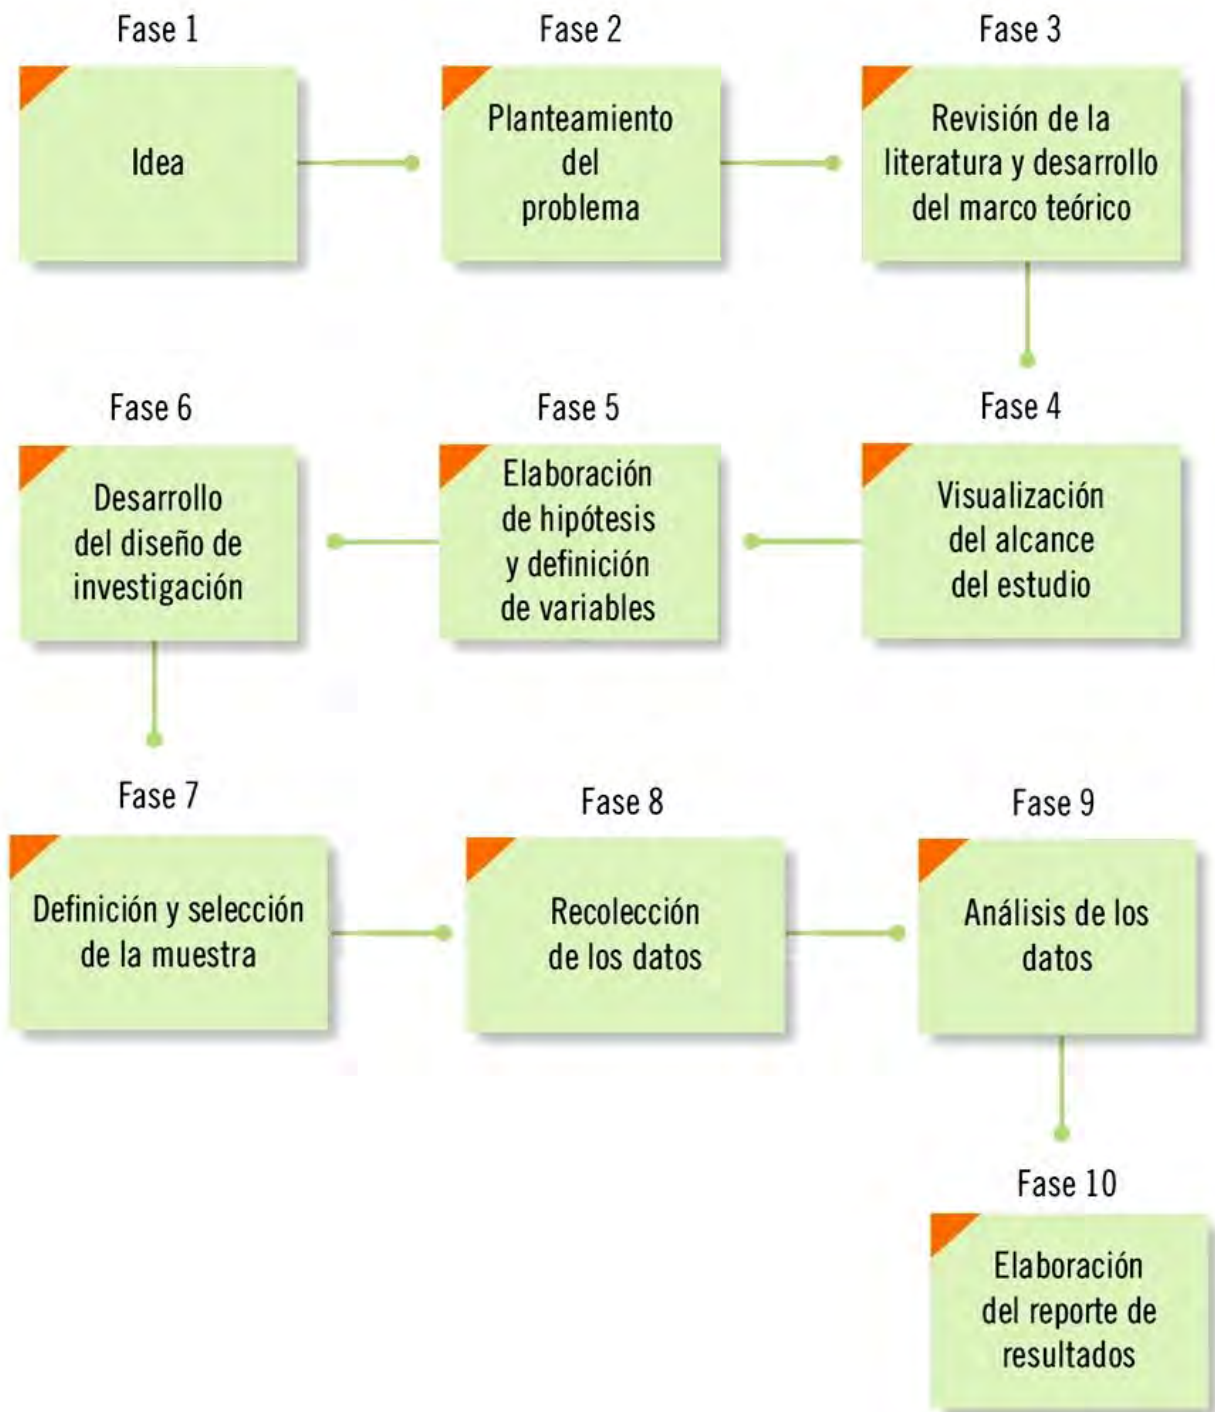 Fase 1
Idea
Fase 2
Planteamiento
del
problema
Fase 3
Revisión de la
literatura y desarrollo
del marco teórico
Fase 4
Visualización
del alcance
del estudio
Fase 5
Elaboración
de hipótesis
y definición
de variables
Fase 6
Desarrollo
del diseño de
investigación
Fase 7
Definición y selección
de la muestra
Fase 8
Recolección
de los datos
Fase 9
Análisis de los
datos
Fase 10
Elaboración
del reporte de
resultados